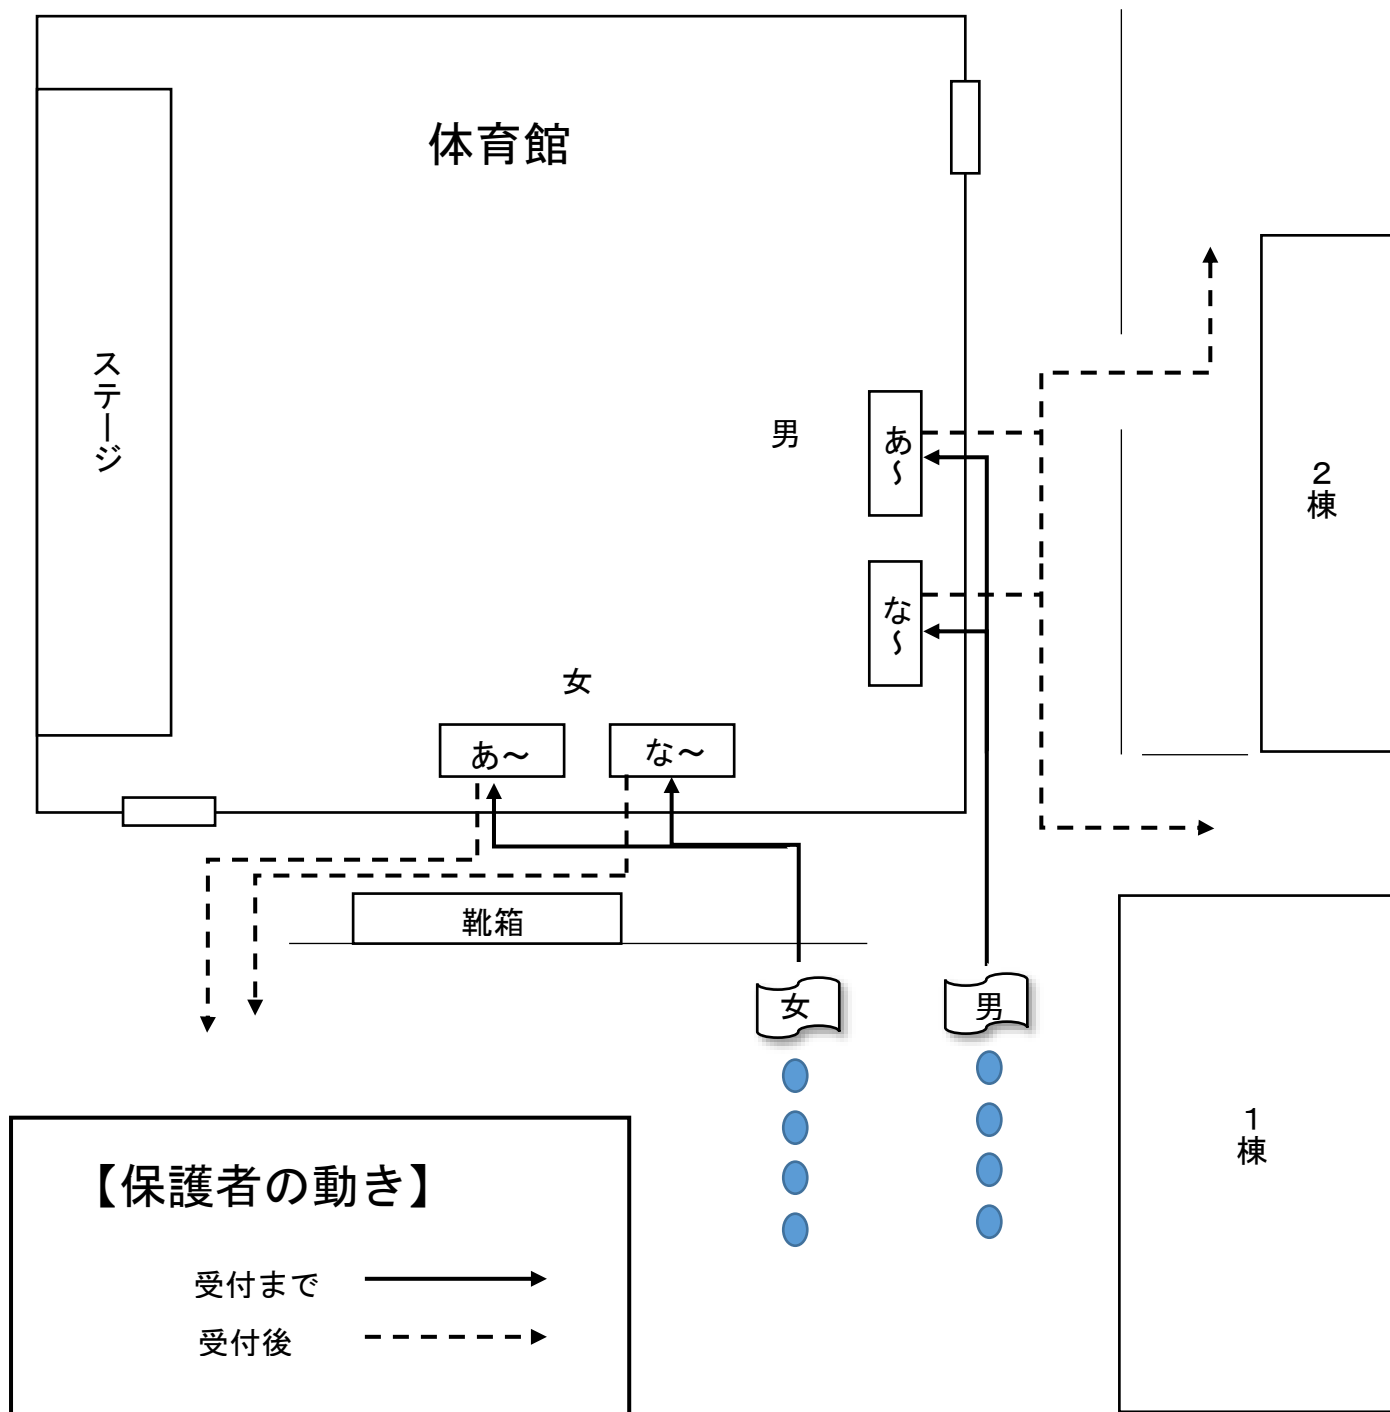 体育館
ステージ
男
あ～
２棟
な～
女
あ～
な～
靴箱
女
男
１棟
【保護者の動き】
受付まで
受付後